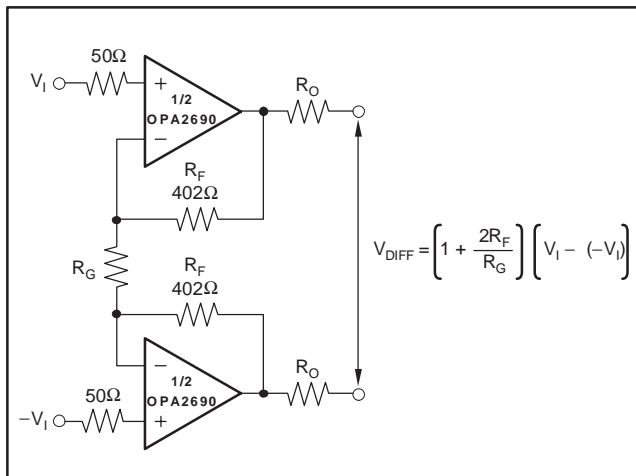 50Ω
V_I
+
1/2
OPA2690
−
R_O
R_F
402Ω
R_G
V_DIFF = [1 + 2R_F/R_G] [V_I − (−V_I)]
R_F
402Ω
−
R_O
1/2
OPA2690
50Ω
−V_I
+